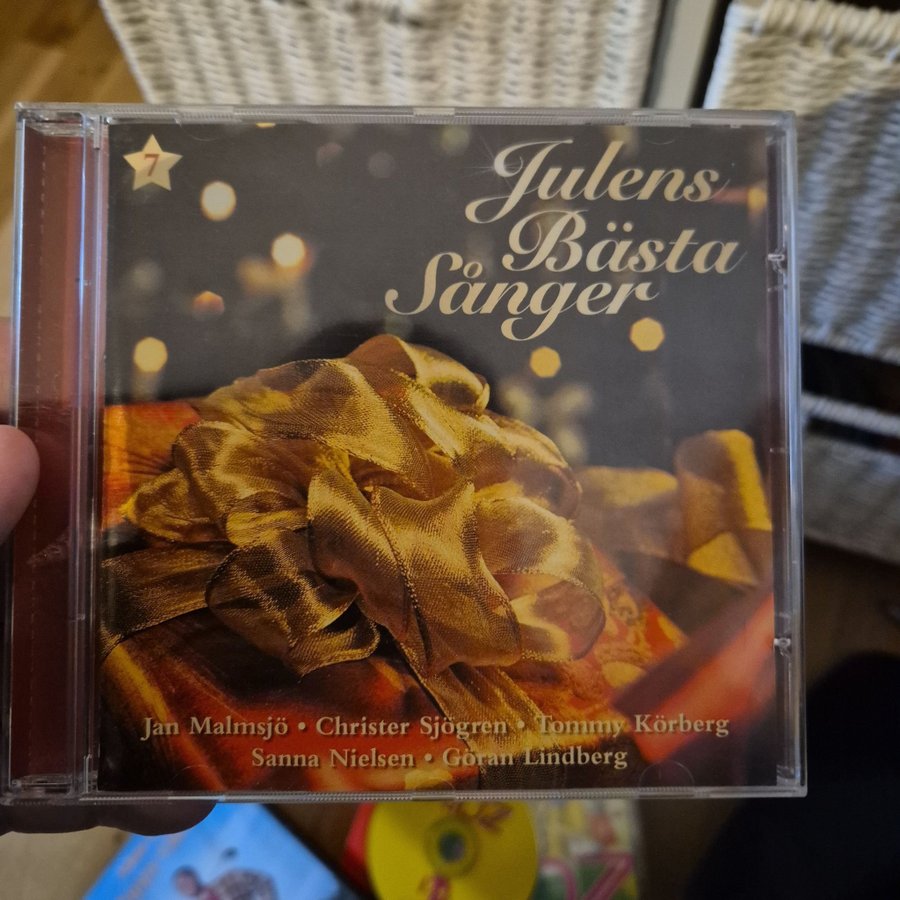 7
Julens
Bästa
Sånger
Jan Malmsjö • Christer Sjögren • Tommy Körberg
Sanna Nielsen • Göran Lindberg